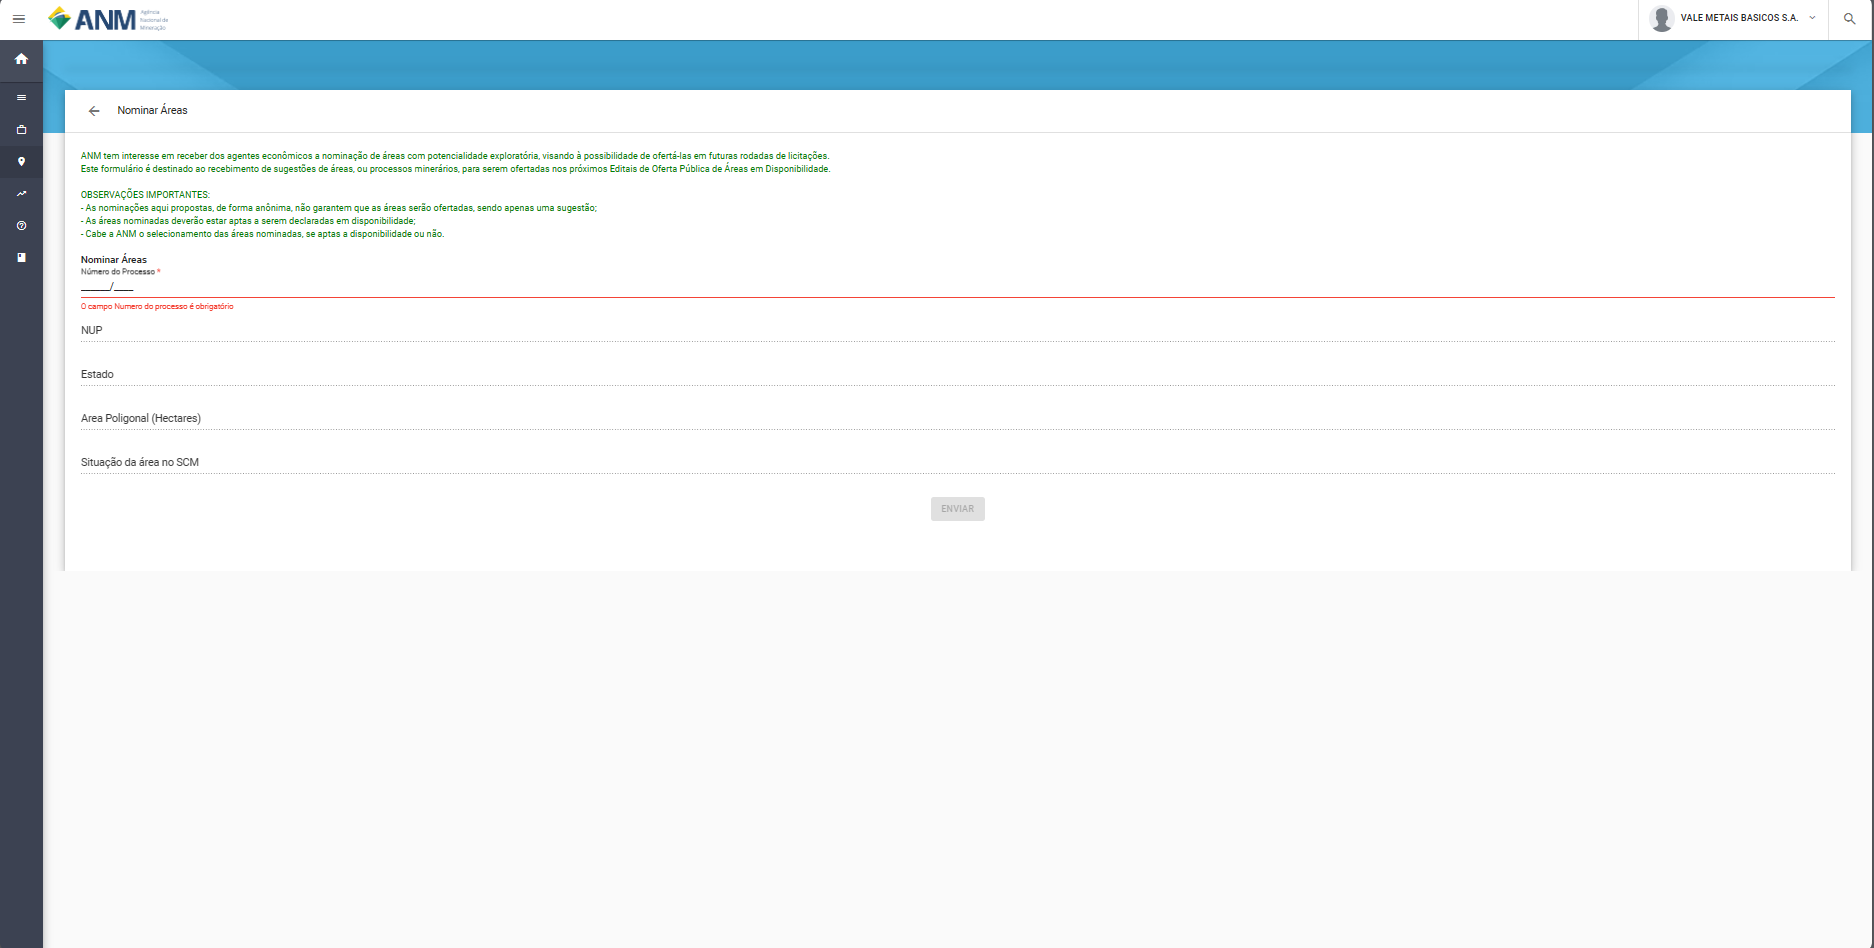 ANM
Agência
Nacional de
Mineração
VALE METAIS BASICOS S.A.
Nominar Áreas
ANM tem interesse em receber dos agentes econômicos a nominação de áreas com potencialidade exploratória, visando à possibilidade de ofertá-las em futuras rodadas de licitações.
Este formulário é destinado ao recebimento de sugestões de áreas, ou processos minerários, para serem ofertadas nos próximos Editais de Oferta Pública de Áreas em Disponibilidade.
OBSERVAÇÕES IMPORTANTES:
- As nominações aqui propostas, de forma anônima, não garantem que as áreas serão ofertadas, sendo apenas uma sugestão;
- As áreas nominadas deverão estar aptas a serem declaradas em disponibilidade;
- Cabe a ANM o selecionamento das áreas nominadas, se aptas a disponibilidade ou não.
Nominar Áreas
Número do Processo *
______/____
O campo Numero do processo é obrigatório
NUP
Estado
Area Poligonal (Hectares)
Situação da área no SCM
ENVIAR